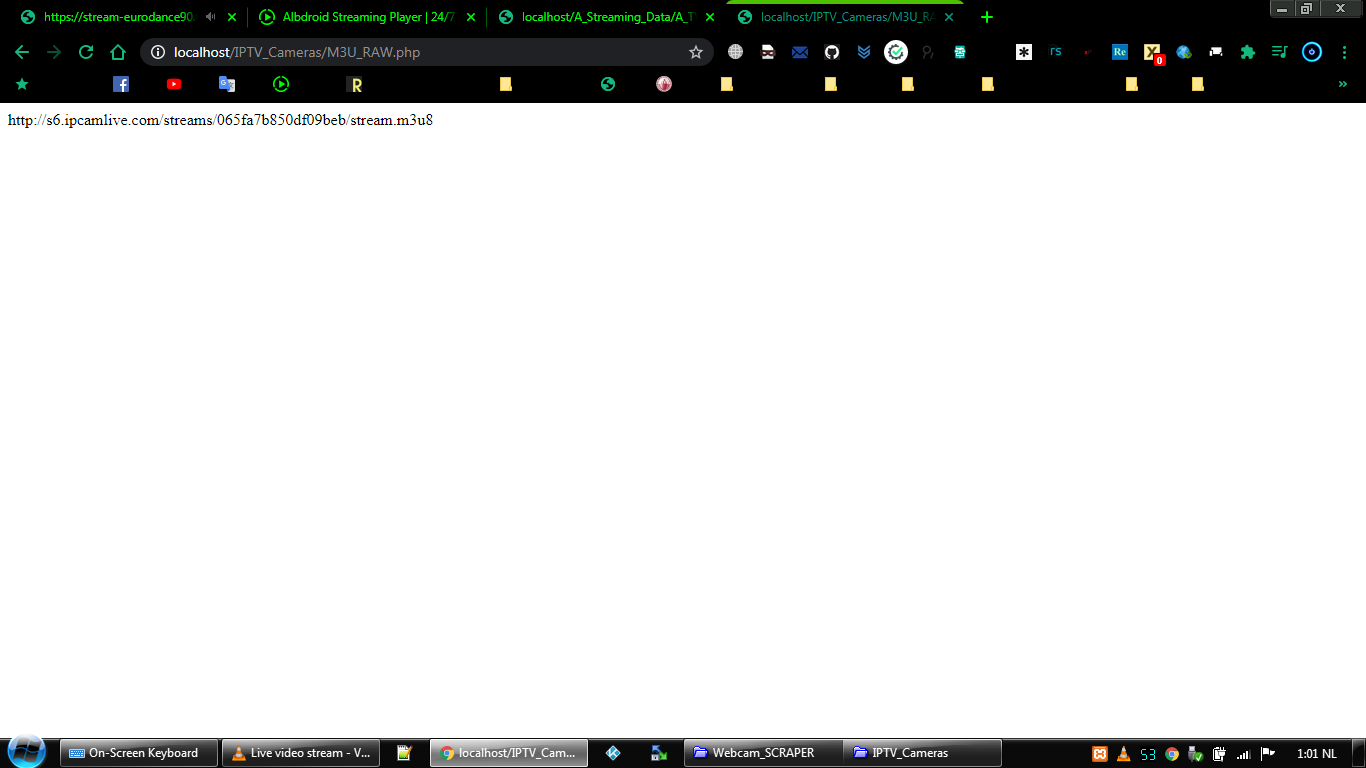 https://stream-eurodance90.
Albdroid Streaming Player | 24/7
localhost/A_Streaming_Data/A_T
localhost/IPTV_Cameras/M3U_RA
localhost/IPTV_Cameras/M3U_RAW.php
rs
Re
0
R
http://s6.ipcamlive.com/streams/065fa7b850df09beb/stream.m3u8
On-Screen Keyboard
Live video stream - V...
localhost/IPTV_Cam...
Webcam_SCRAPER
IPTV_Cameras
53
1:01 NL